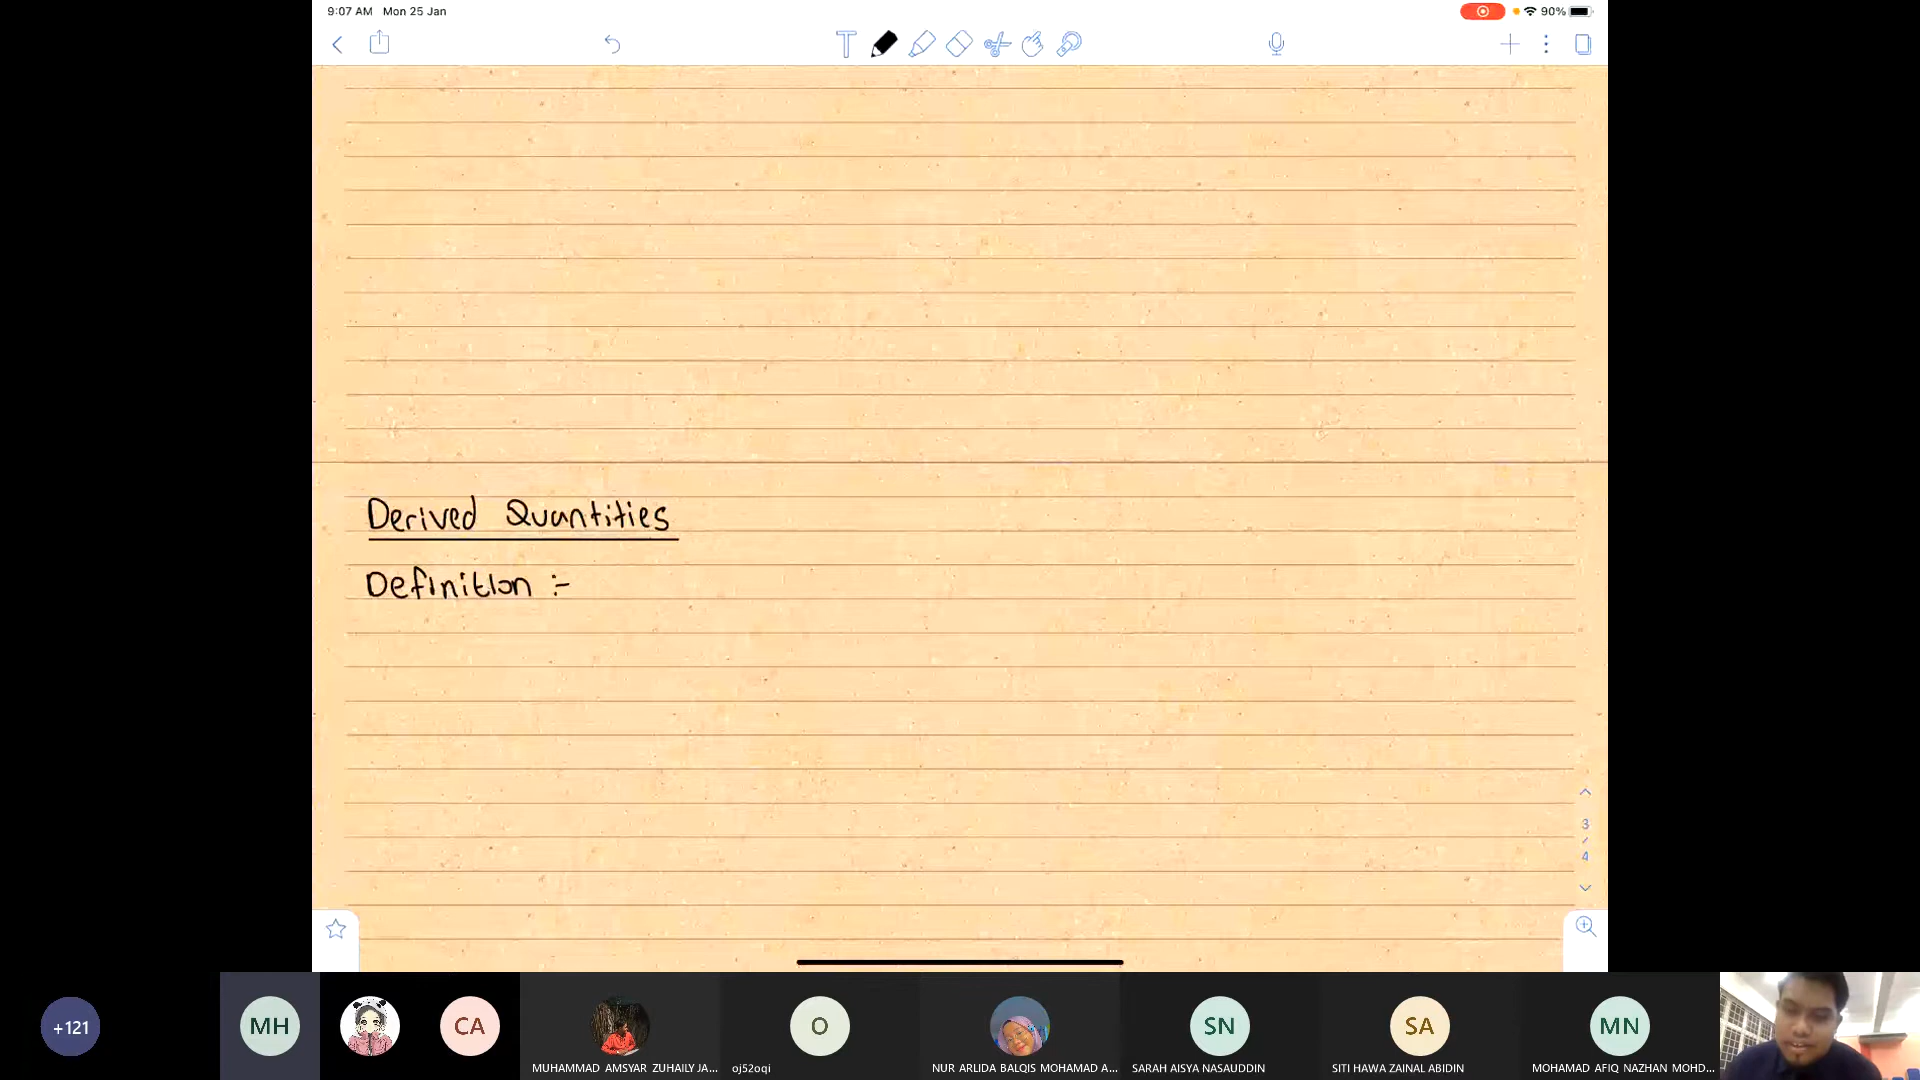 9:07 AM Mon 25 Jan
90%
T
Derived Quantities
Definition :-
3
/
4
+121
MH
CA
O
SN
SA
MN
MUHAMMAD AMSYAR ZUHAILY JA...
oj52oqi
NUR ARLIDA BALQIS MOHAMAD A...
SARAH AISYA NASAUDDIN
SITI HAWA ZAINAL ABIDIN
MOHAMAD AFIQ NAZHAN MOHD...